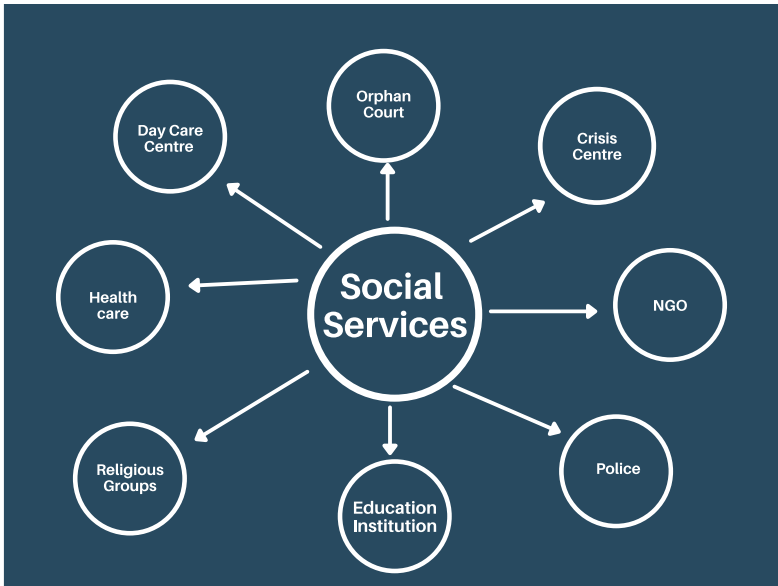 Orphan
Court
Day Care
Centre
Crisis
Centre
Social
Services
Health
care
NGO
Religious
Groups
Police
Education
Institution